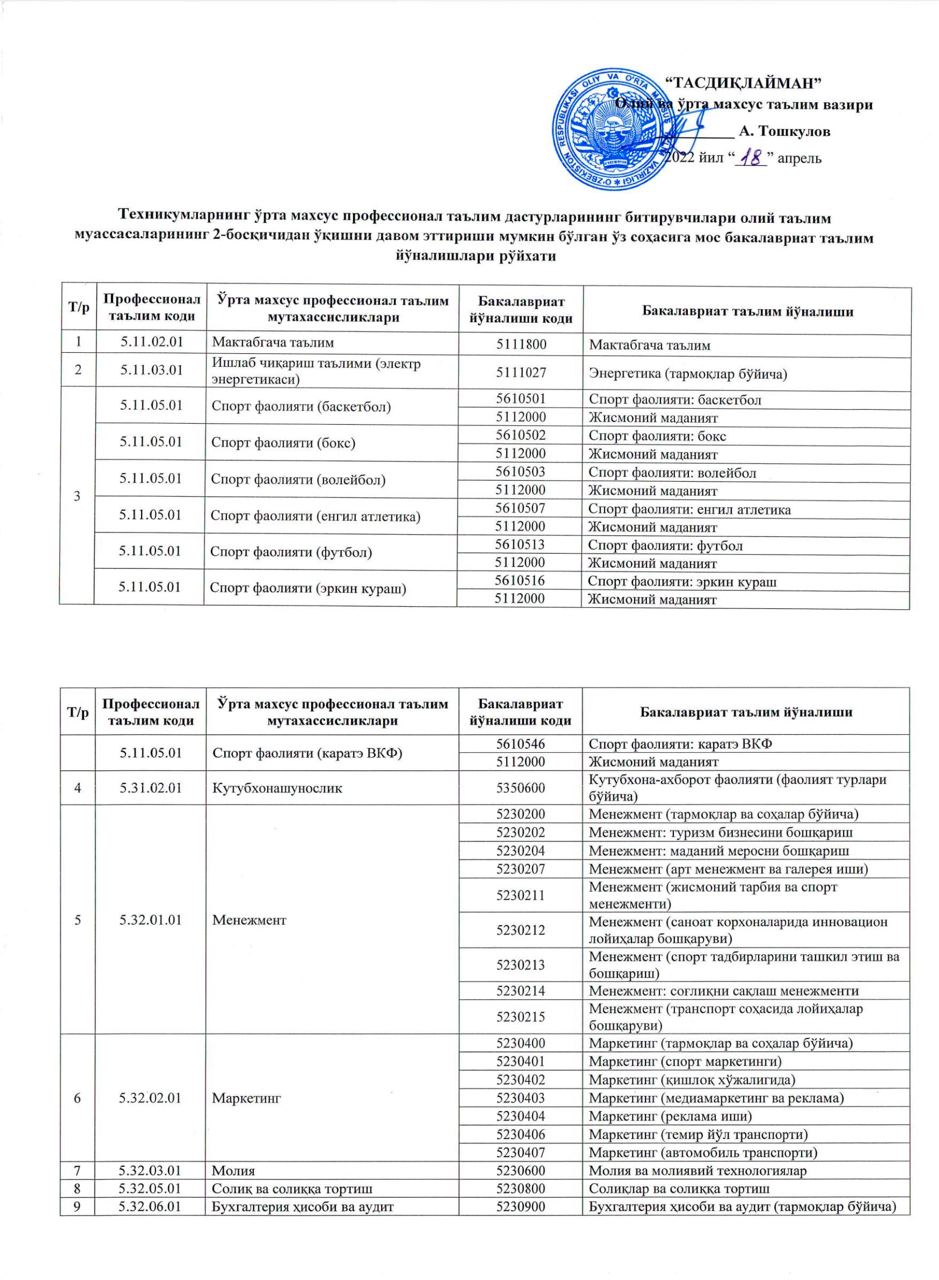 “ТАСДИҚЛАЙМАН”
Олий ва ўрта махсус таълим вазири
____________ А. Тошкулов
2022 йил “18” апрель
O‘ZBEKISTON RESPUBLIKASI OLIY VA O‘RTA MAXSUS TA’LIM VAZIRLIGI
Техникумларнинг ўрта махсус профессионал таълим дастурларининг битирувчилари олий таълим
муассасаларининг 2-босқичидан ўқишни давом эттириши мумкин бўлган ўз соҳасига мос бакалавриат таълим
йўналишлари рўйхати
Т/р Профессионал таълим коди Ўрта махсус профессионал таълим мутахассисликлари Бакалавриат йўналиши коди Бакалавриат таълим йўналиши
1 5.11.02.01 Мактабгача таълим 5111800 Мактабгача таълим
2 5.11.03.01 Ишлаб чиқариш таълими (электр энергетикаси) 5111027 Энергетика (тармоқлар бўйича)
3 5.11.05.01 Спорт фаолияти (баскетбол) 5610501 Спорт фаолияти: баскетбол
5112000 Жисмоний маданият
5.11.05.01 Спорт фаолияти (бокс) 5610502 Спорт фаолияти: бокс
5112000 Жисмоний маданият
5.11.05.01 Спорт фаолияти (волейбол) 5610503 Спорт фаолияти: волейбол
5112000 Жисмоний маданият
5.11.05.01 Спорт фаолияти (енгил атлетика) 5610507 Спорт фаолияти: енгил атлетика
5112000 Жисмоний маданият
5.11.05.01 Спорт фаолияти (футбол) 5610513 Спорт фаолияти: футбол
5112000 Жисмоний маданият
5.11.05.01 Спорт фаолияти (эркин кураш) 5610516 Спорт фаолияти: эркин кураш
5112000 Жисмоний маданият
Т/р Профессионал таълим коди Ўрта махсус профессионал таълим мутахассисликлари Бакалавриат йўналиши коди Бакалавриат таълим йўналиши
5.11.05.01 Спорт фаолияти (каратэ ВКФ) 5610546 Спорт фаолияти: каратэ ВКФ
5112000 Жисмоний маданият
4 5.31.02.01 Кутубхонашунослик 5350600 Кутубхона-ахборот фаолияти (фаолият турлари бўйича)
5 5.32.01.01 Менежмент 5230200 Менежмент (тармоқлар ва соҳалар бўйича)
5230202 Менежмент: туризм бизнесини бошқариш
5230204 Менежмент: маданий меросни бошқариш
5230207 Менежмент (арт менежмент ва галерея иши)
5230211 Менежмент (жисмоний тарбия ва спорт менежменти)
5230212 Менежмент (саноат корхоналарида инновацион лойиҳалар бошқаруви)
5230213 Менежмент (спорт тадбирларини ташкил этиш ва бошқариш)
5230214 Менежмент: соғлиқни сақлаш менежменти
5230215 Менежмент (транспорт соҳасида лойиҳалар бошқаруви)
6 5.32.02.01 Маркетинг 5230400 Маркетинг (тармоқлар ва соҳалар бўйича)
5230401 Маркетинг (спорт маркетинги)
5230402 Маркетинг (қишлоқ хўжалигида)
5230403 Маркетинг (медиамаркетинг ва реклама)
5230404 Маркетинг (реклама иши)
5230406 Маркетинг (темир йўл транспорти)
5230407 Маркетинг (автомобиль транспорти)
7 5.32.03.01 Молия 5230600 Молия ва молиявий технологиялар
8 5.32.05.01 Солиқ ва солиққа тортиш 5230800 Солиқлар ва солиққа тортиш
9 5.32.06.01 Бухгалтерия ҳисоби ва аудит 5230900 Бухгалтерия ҳисоби ва аудит (тармоқлар бўйича)